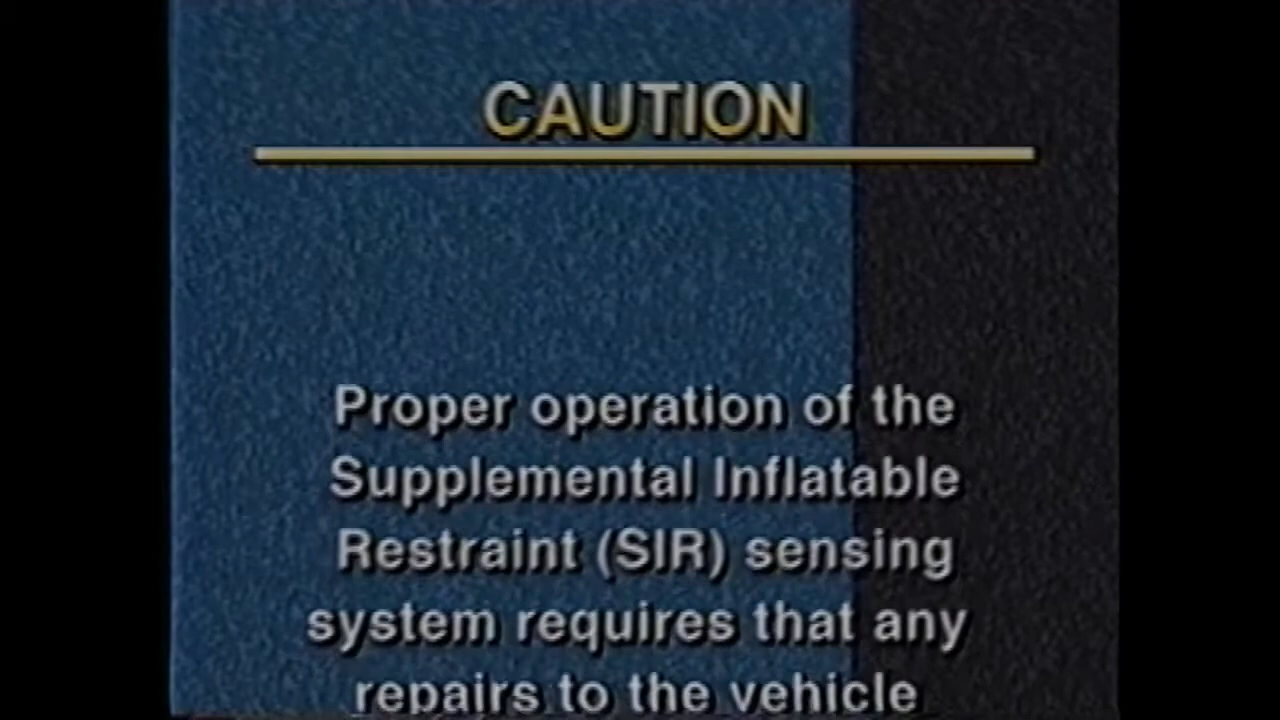 CAUTION
Proper operation of the
Supplemental Inflatable
Restraint (SIR) sensing
system requires that any
repairs to the vehicle